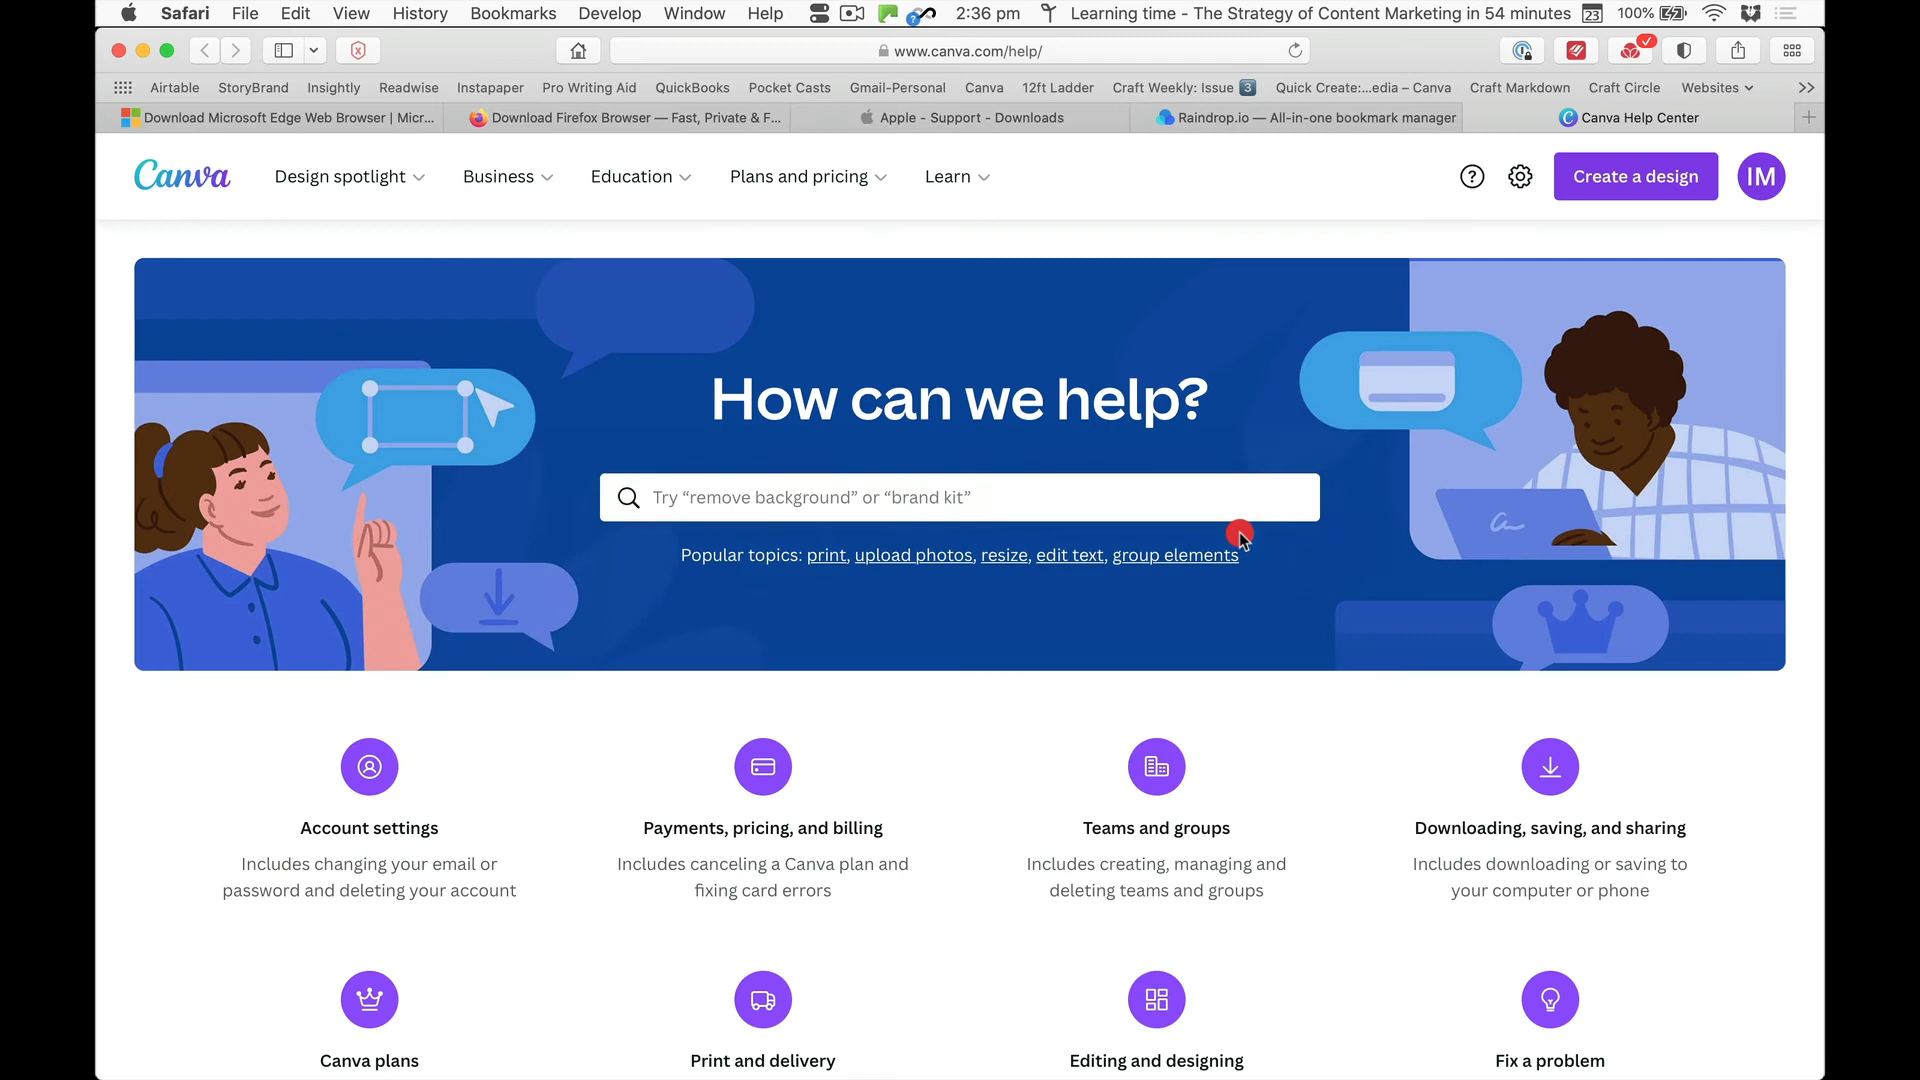 Safari File Edit View History Bookmarks Develop Window Help 2:36 pm Learning time - The Strategy of Content Marketing in 54 minutes 23 100%
www.canva.com/help/
Airtable StoryBrand Insightly Readwise Instapaper Pro Writing Aid QuickBooks Pocket Casts Gmail-Personal Canva 12ft Ladder Craft Weekly: Issue 3 Quick Create:...edia – Canva Craft Markdown Craft Circle Websites
Download Microsoft Edge Web Browser | Micr... Download Firefox Browser — Fast, Private & F... Apple - Support - Downloads Raindrop.io — All-in-one bookmark manager Canva Help Center
Canva Design spotlight Business Education Plans and pricing Learn ? Create a design IM
How can we help?
Try “remove background” or “brand kit”
Popular topics: print, upload photos, resize, edit text, group elements
Account settings
Includes changing your email or
password and deleting your account
Payments, pricing, and billing
Includes canceling a Canva plan and
fixing card errors
Teams and groups
Includes creating, managing and
deleting teams and groups
Downloading, saving, and sharing
Includes downloading or saving to
your computer or phone
Canva plans
Print and delivery
Editing and designing
Fix a problem